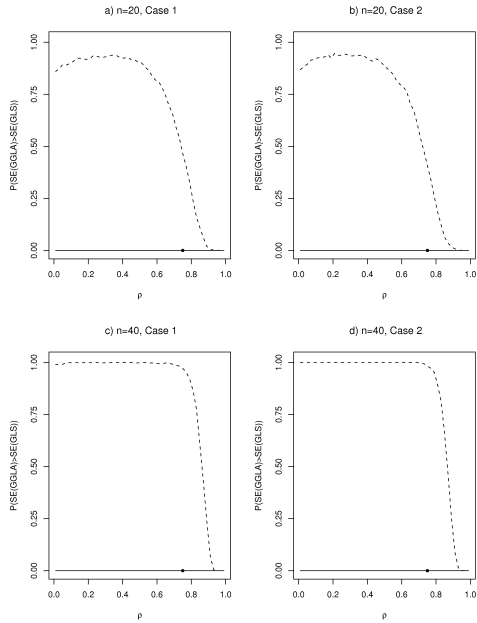 a) n=20, Case 1
P(SE(GGLA)>SE(GLS))
1.00
0.75
0.50
0.25
0.00
0.0 0.2 0.4 0.6 0.8 1.0
ρ
b) n=20, Case 2
P(SE(GGLA)>SE(GLS))
1.00
0.75
0.50
0.25
0.00
0.0 0.2 0.4 0.6 0.8 1.0
ρ
c) n=40, Case 1
P(SE(GGLA)>SE(GLS))
1.00
0.75
0.50
0.25
0.00
0.0 0.2 0.4 0.6 0.8 1.0
ρ
d) n=40, Case 2
P(SE(GGLA)>SE(GLS))
1.00
0.75
0.50
0.25
0.00
0.0 0.2 0.4 0.6 0.8 1.0
ρ